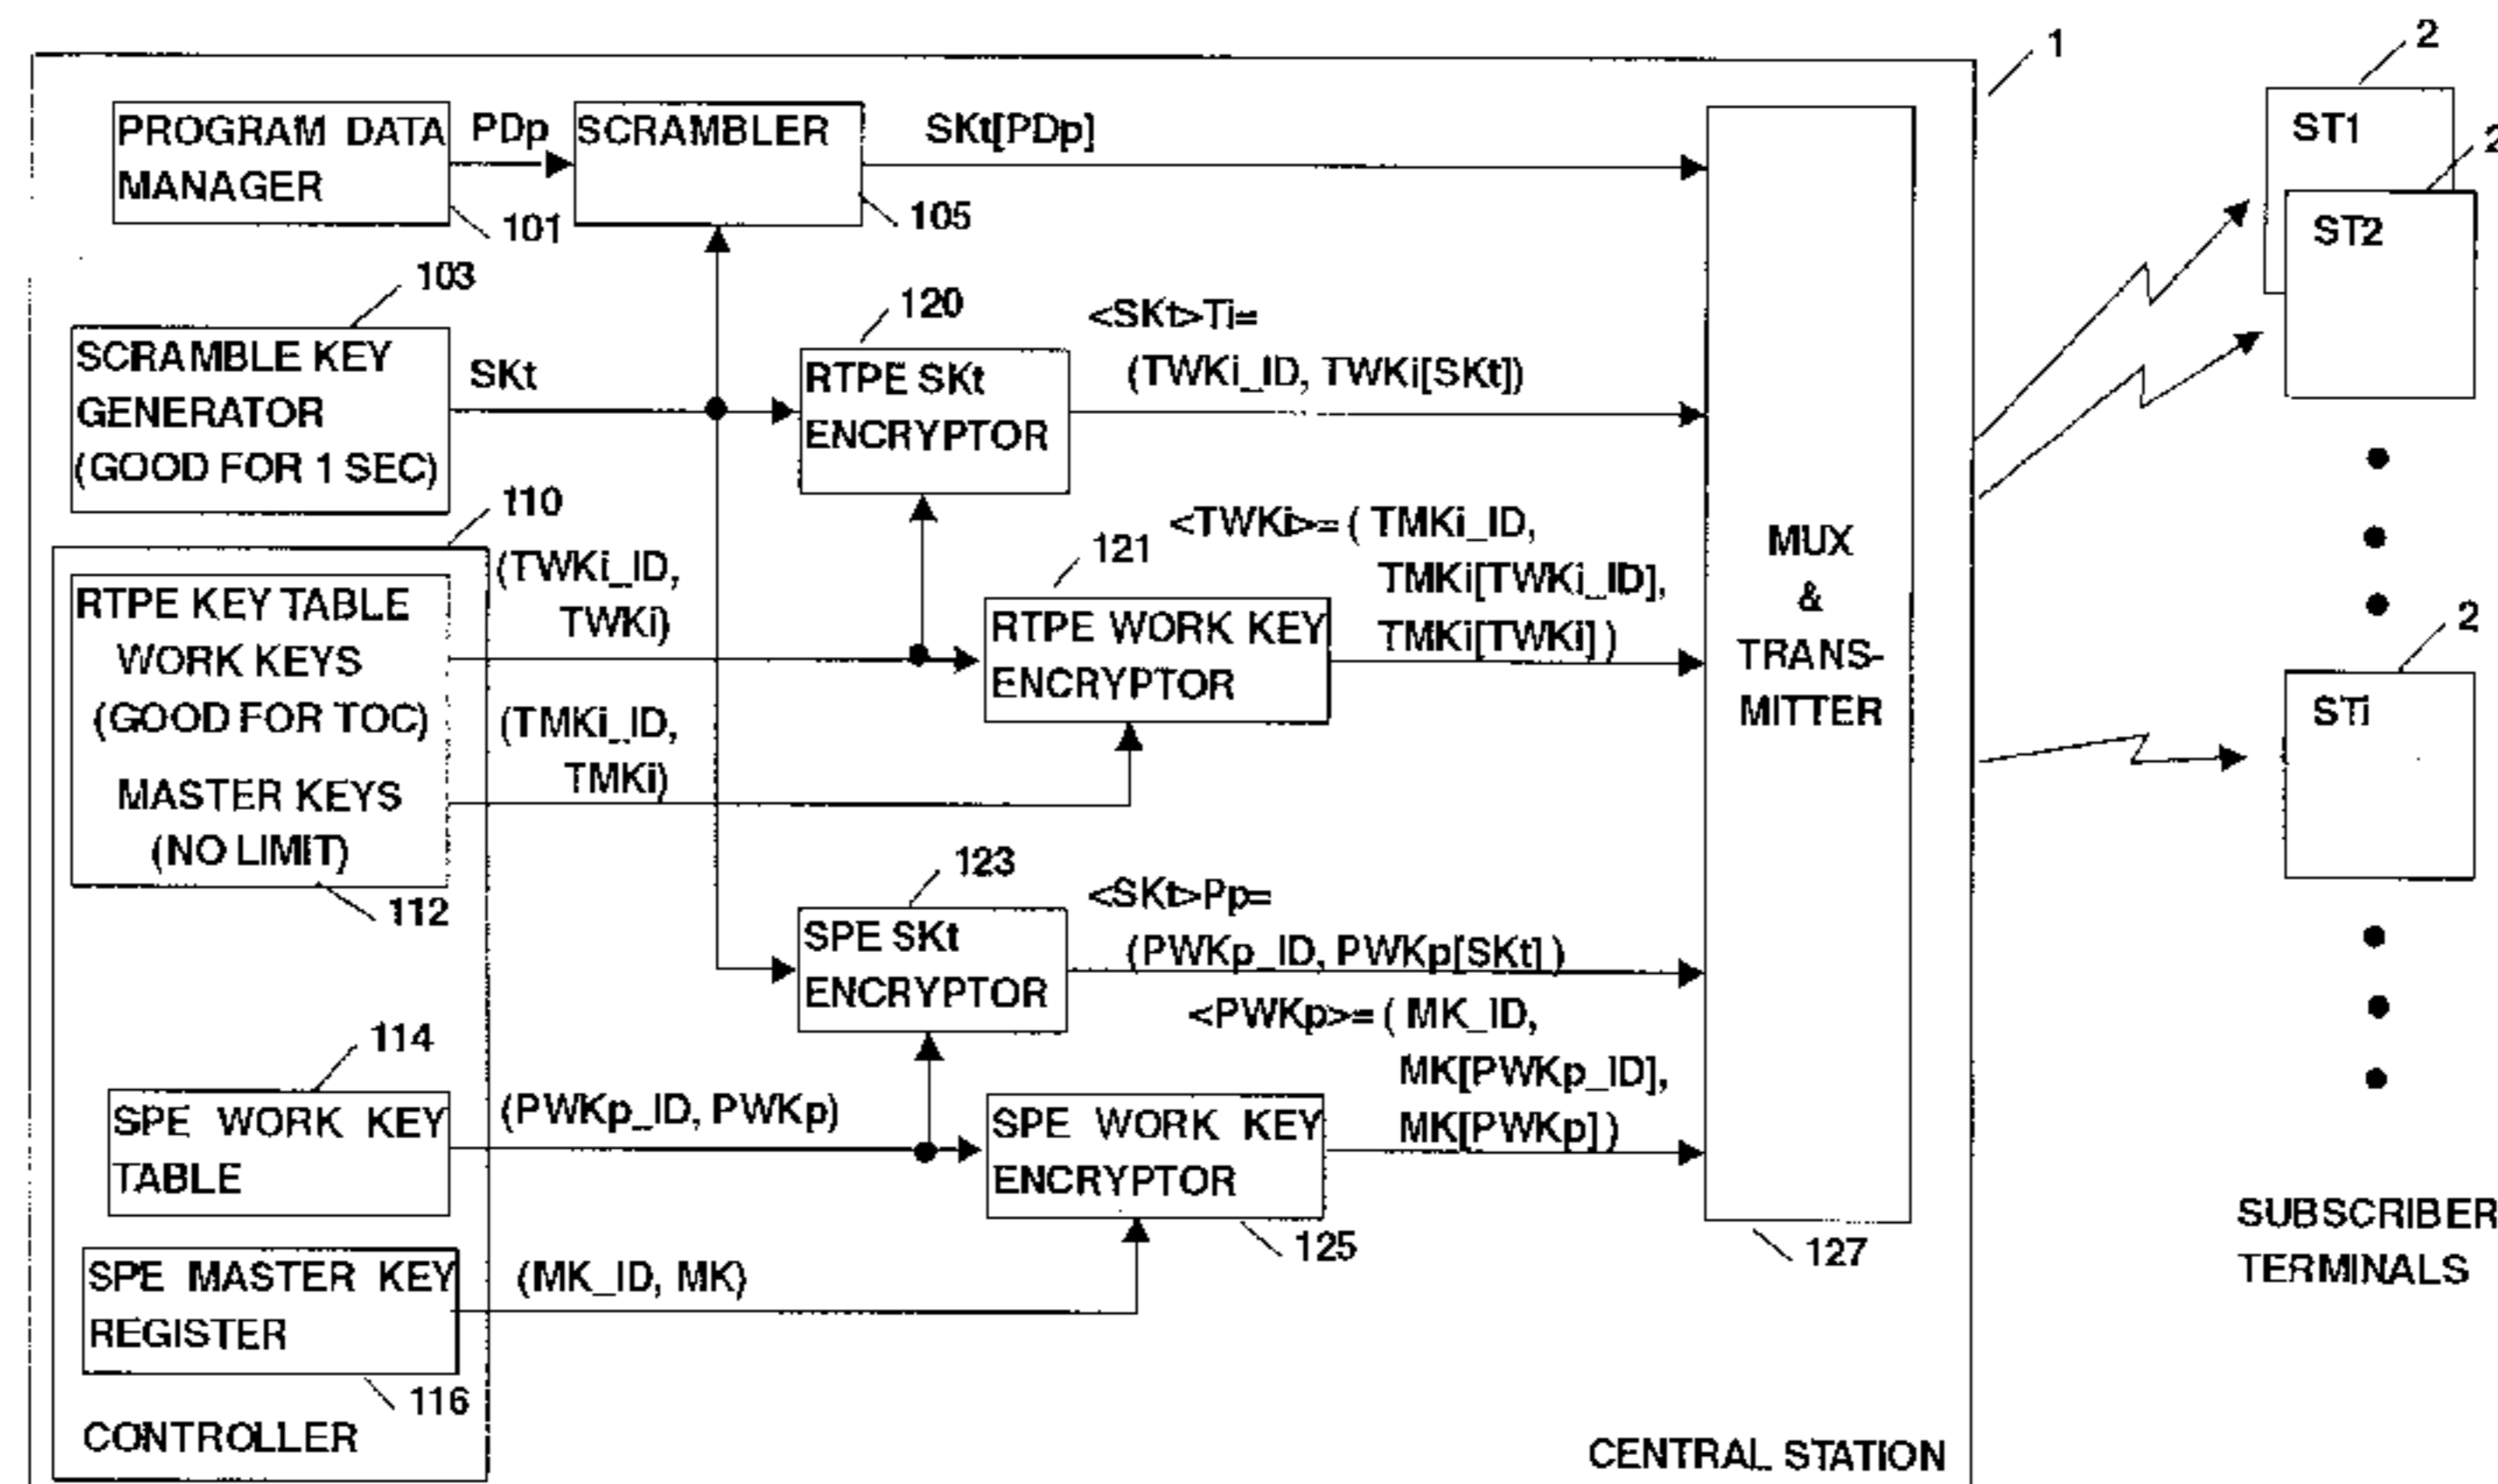 1
2
PROGRAM DATA
MANAGER
PDp
SCRAMBLER
SKt[PDp]
101
105
ST1
2
ST2
103
SCRAMBLE KEY
GENERATOR
(GOOD FOR 1 SEC)
SKt
120
RTPE SKt
ENCRYPTOR
<SKt>Ti=
(TWKi_ID, TWKi[SKt])
110
RTPE KEY TABLE
WORK KEYS
(GOOD FOR TOC)
MASTER KEYS
(NO LIMIT)
112
(TWKi_ID,
TWKi)
(TMKi_ID,
TMKi)
121
RTPE WORK KEY
ENCRYPTOR
<TWKi>= ( TMKi_ID,
TMKi[TWKi_ID],
TMKi[TWKi] )
MUX
&
TRANS-
MITTER
2
STi
123
SPE SKt
ENCRYPTOR
<SKt>Pp=
(PWKp_ID, PWKp[SKt] )
114
SPE WORK KEY
TABLE
(PWKp_ID, PWKp)
SPE WORK KEY
ENCRYPTOR
<PWKp>= ( MK_ID,
MK[PWKp_ID],
MK[PWKp] )
125
127
SPE MASTER KEY
REGISTER
(MK_ID, MK)
116
CONTROLLER
CENTRAL STATION
SUBSCRIBER
TERMINALS